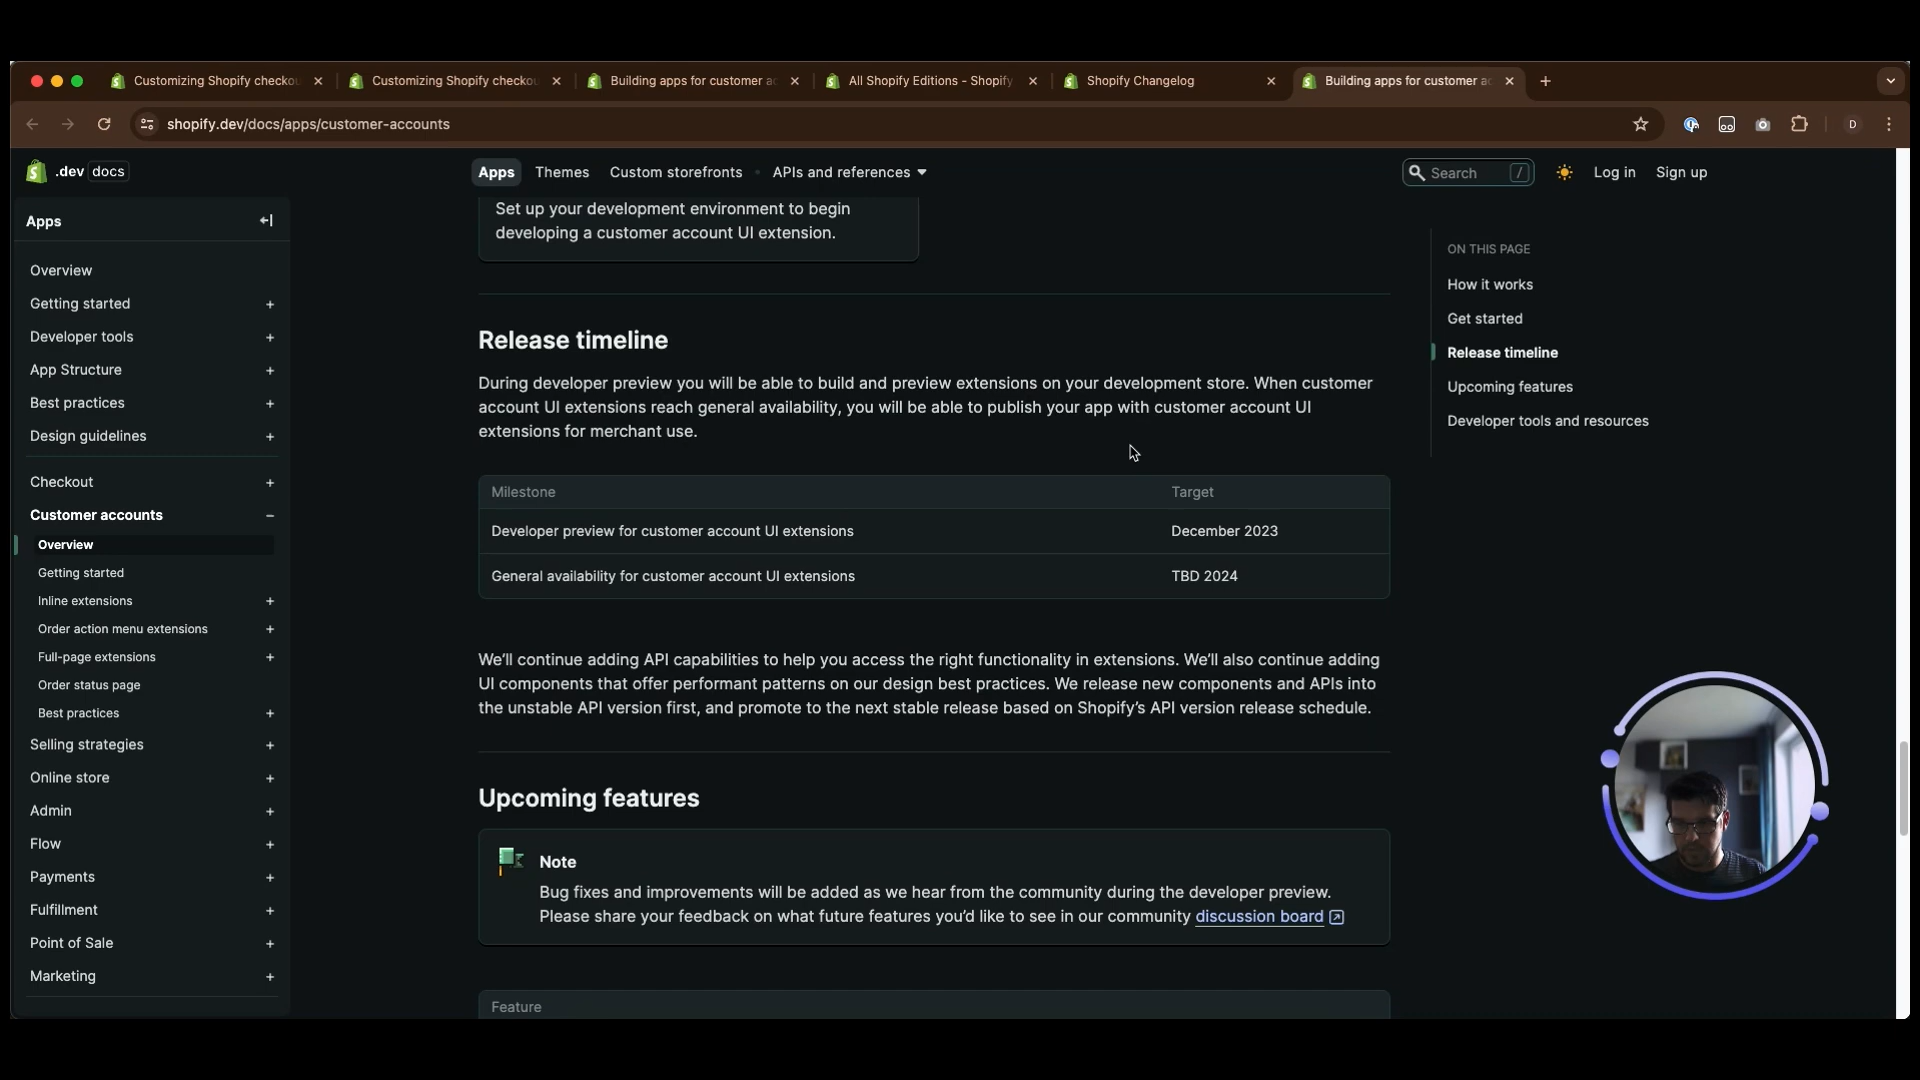 Customizing Shopify checkou
Customizing Shopify checkou
Building apps for customer ac
All Shopify Editions - Shopify
Shopify Changelog
Building apps for customer ac
shopify.dev/docs/apps/customer-accounts
D
.dev docs
Apps
Themes
Custom storefronts
APIs and references
Search /
Log in
Sign up
Apps
Overview
Getting started
Developer tools
App Structure
Best practices
Design guidelines
Checkout
Customer accounts
Overview
Getting started
Inline extensions
Order action menu extensions
Full-page extensions
Order status page
Best practices
Selling strategies
Online store
Admin
Flow
Payments
Fulfillment
Point of Sale
Marketing
Set up your development environment to begin
developing a customer account UI extension.
Release timeline
During developer preview you will be able to build and preview extensions on your development store. When customer
account UI extensions reach general availability, you will be able to publish your app with customer account UI
extensions for merchant use.
Milestone Target
Developer preview for customer account UI extensions December 2023
General availability for customer account UI extensions TBD 2024
We'll continue adding API capabilities to help you access the right functionality in extensions. We'll also continue adding
UI components that offer performant patterns on our design best practices. We release new components and APIs into
the unstable API version first, and promote to the next stable release based on Shopify's API version release schedule.
Upcoming features
Note
Bug fixes and improvements will be added as we hear from the community during the developer preview.
Please share your feedback on what future features you'd like to see in our community discussion board
Feature
ON THIS PAGE
How it works
Get started
Release timeline
Upcoming features
Developer tools and resources